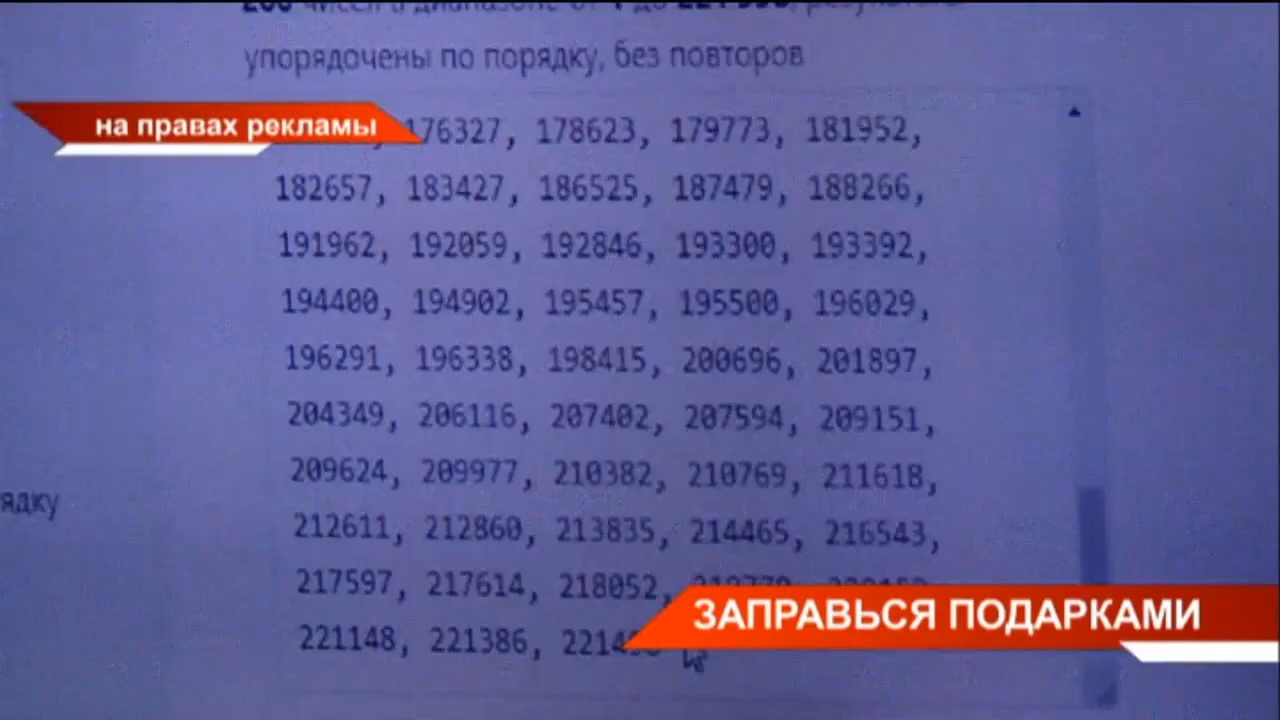 упорядочены по порядку, без повторов
на правах рекламы
178623, 179773, 181952,
182657, 183427, 186525, 187479, 188266,
191962, 192059, 192846, 193300, 193392,
194400, 194902, 195457, 195500, 196029,
196291, 196338, 198415, 200696, 201897,
204349, 206116, 207402, 207594, 209151,
209624, 209977, 210382, 210769, 211618,
ядку
212611, 212860, 213835, 214465, 216543,
217597, 217614, 218052,
ЗАПРАВЬСЯ ПОДАРКАМИ
221148, 221386,